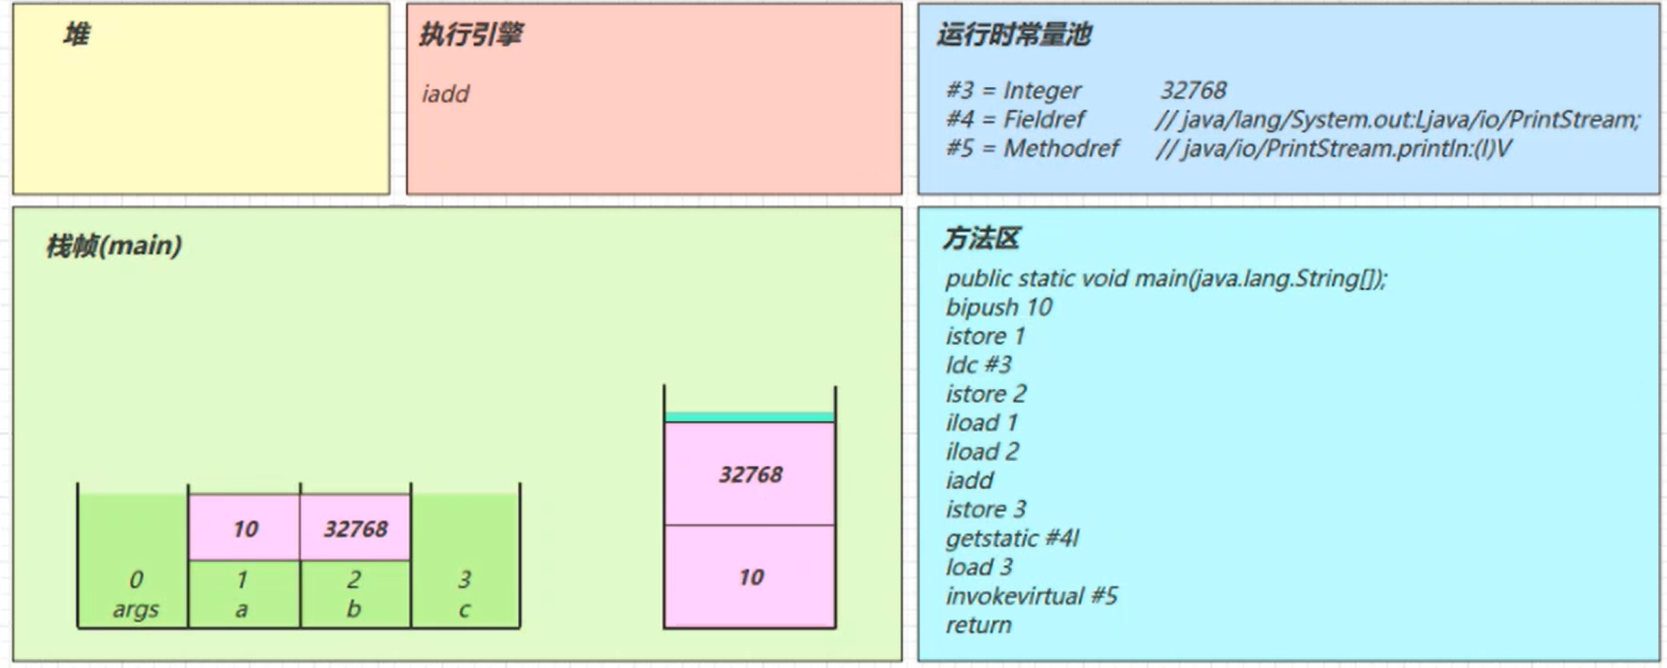 堆
执行引擎
iadd
运行时常量池
#3 = Integer 32768
#4 = Fieldref // java/lang/System.out:Ljava/io/PrintStream;
#5 = Methodref // java/io/PrintStream.println:(I)V
栈帧(main)
10 32768
0 1 2 3
args a b c
32768
10
方法区
public static void main(java.lang.String[]);
bipush 10
istore 1
ldc #3
istore 2
iload 1
iload 2
iadd
istore 3
getstatic #4l
load 3
invokevirtual #5
return